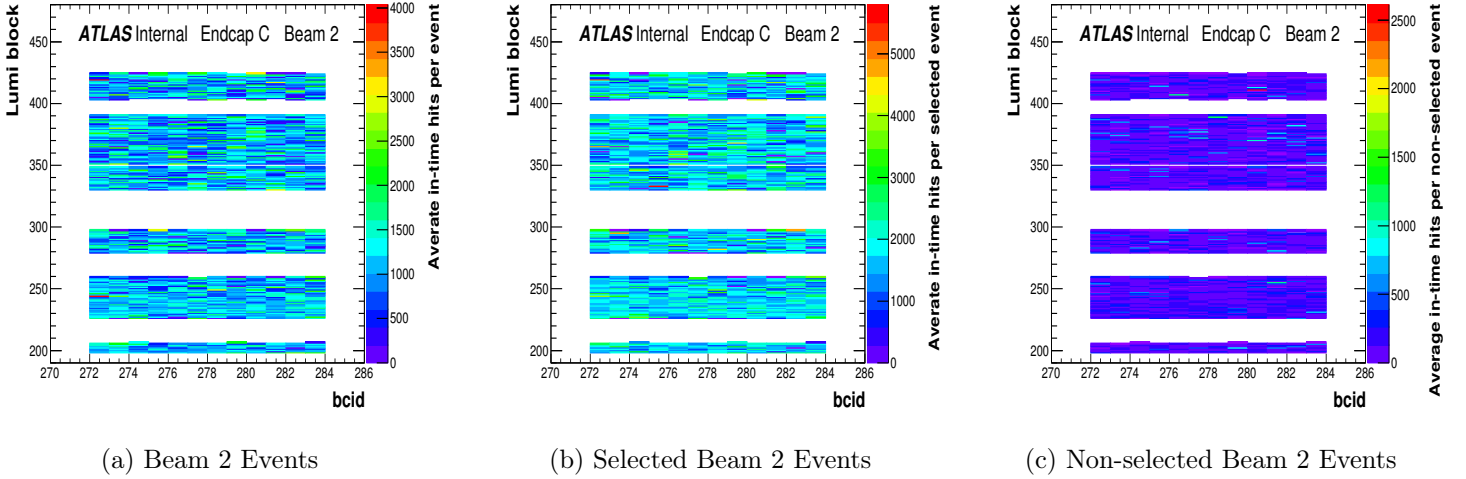 ATLAS Internal Endcap C Beam 2
Lumi block
450
400
350
300
250
200
270 272 274 276 278 280 282 284 286
bcid
4000
3500
3000
2500
2000
1500
1000
500
0
Averate in-time hits per event
(a) Beam 2 Events
ATLAS Internal Endcap C Beam 2
Lumi block
450
400
350
300
250
200
270 272 274 276 278 280 282 284 286
bcid
5000
4000
3000
2000
1000
0
Averate in-time hits per selected event
(b) Selected Beam 2 Events
ATLAS Internal Endcap C Beam 2
Lumi block
450
400
350
300
250
200
270 272 274 276 278 280 282 284 286
bcid
2500
2000
1500
1000
500
0
Average in-time hits per non-selected event
(c) Non-selected Beam 2 Events